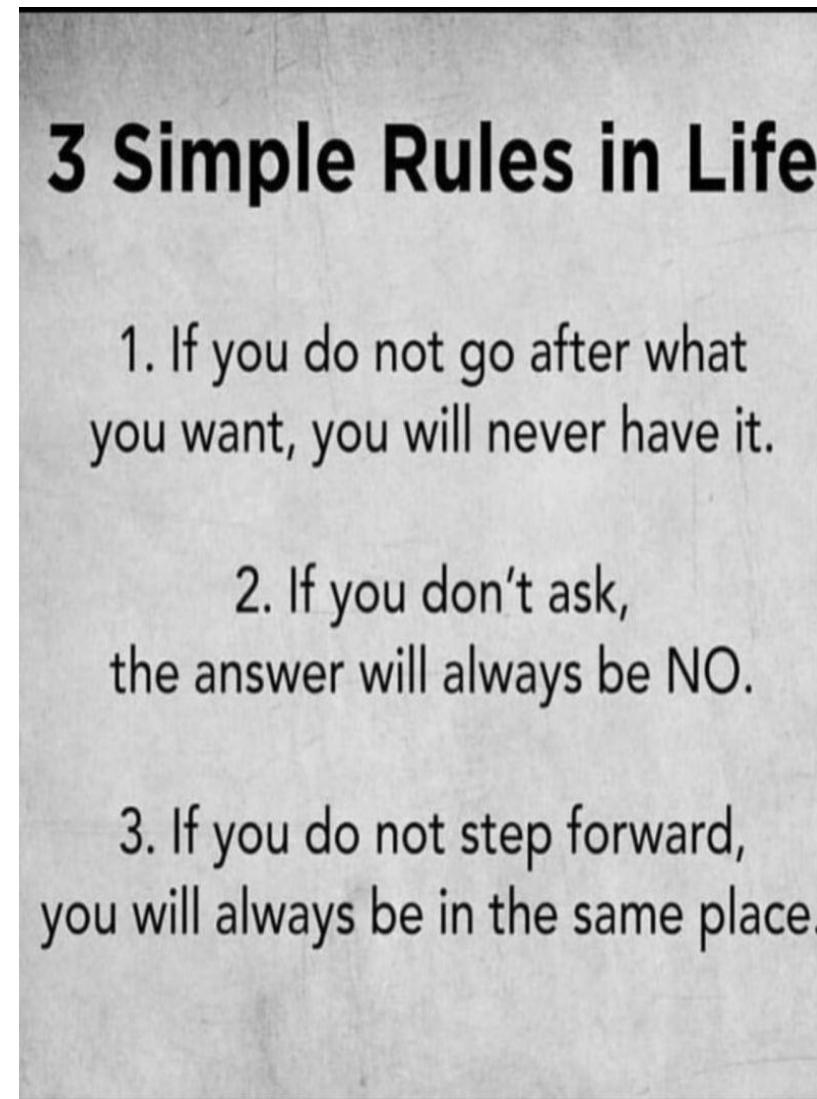 3 Simple Rules in Life
1. If you do not go after what
you want, you will never have it.
2. If you don’t ask,
the answer will always be NO.
3. If you do not step forward,
you will always be in the same place.